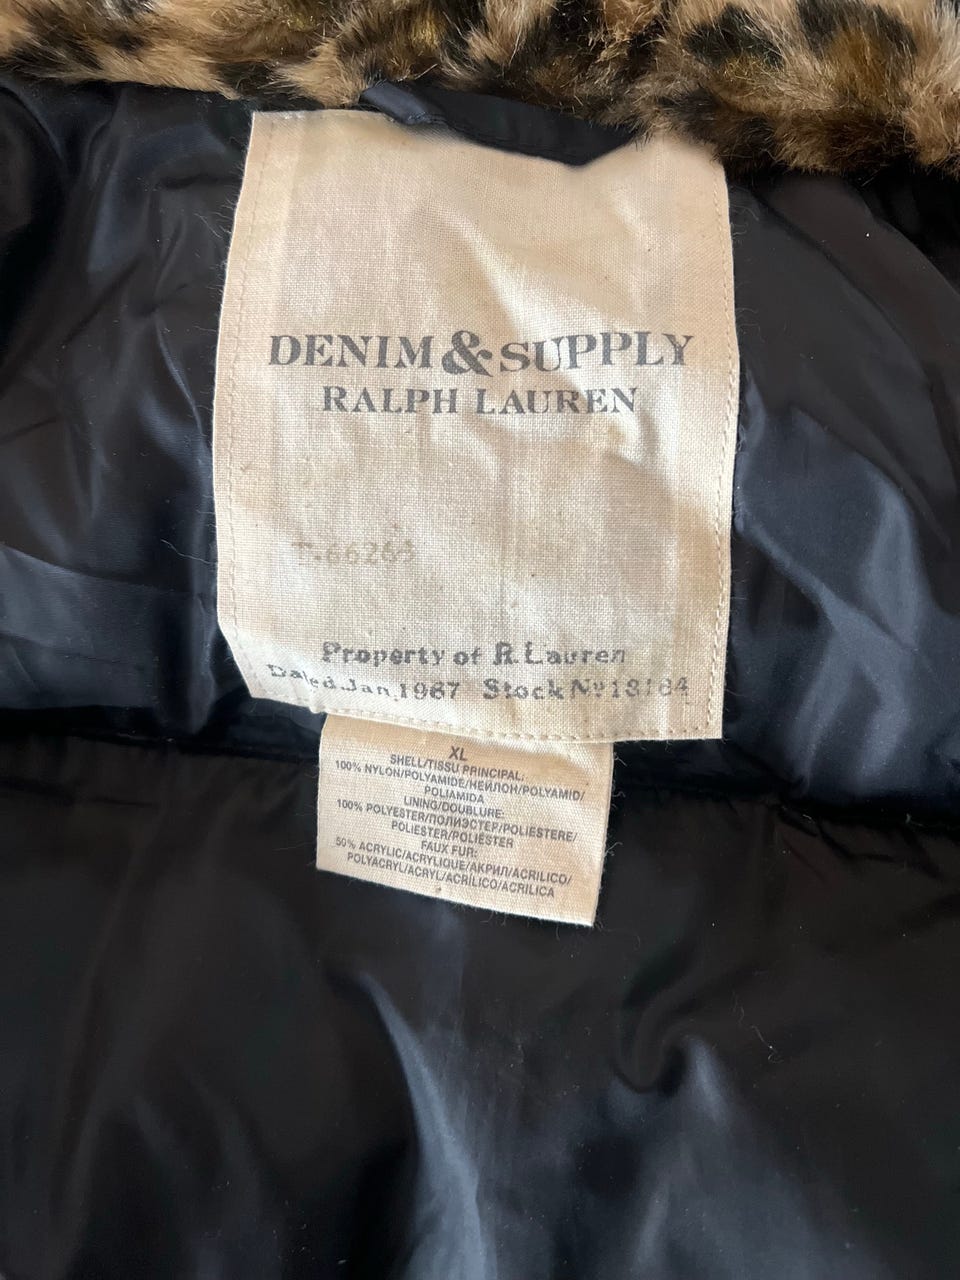 DENIM & SUPPLY
RALPH LAUREN
Property of R. Lauren
Dated Jan. 1967 Stock Nº 13164
XL
SHELL/TISSU PRINCIPAL:
100% NYLON/POLYAMIDE/НЕЙЛОН/POLYAMID/
POLIAMIDA
LINING/DOUBLURE:
100% POLYESTER/ПОЛИЭСТЕР/POLIESTERE/
POLIESTER/POLIESTER
FAUX FUR:
50% ACRYLIC/ACRYLIQUE/АКРИЛ/ACRILICO/
POLYACRYL/ACRYL/ACRÍLICO/ACRILICA